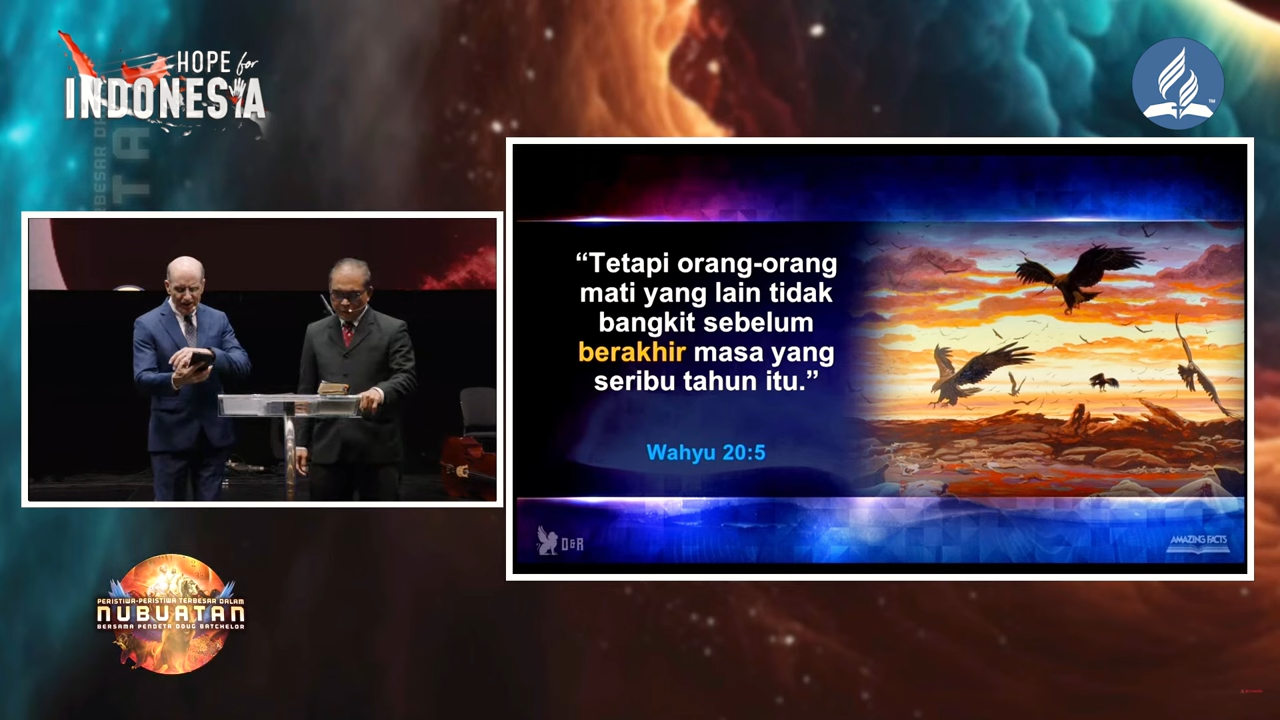 HOPE for
INDONESIA
TM
“Tetapi orang-orang
mati yang lain tidak
bangkit sebelum
berakhir masa yang
seribu tahun itu.”
Wahyu 20:5
D&R
AMAZING FACTS
PERISTIWA-PERISTIWA TERBESAR DALAM
NUBUATAN
BERSAMA PENDETA DOUG BATCHELOR